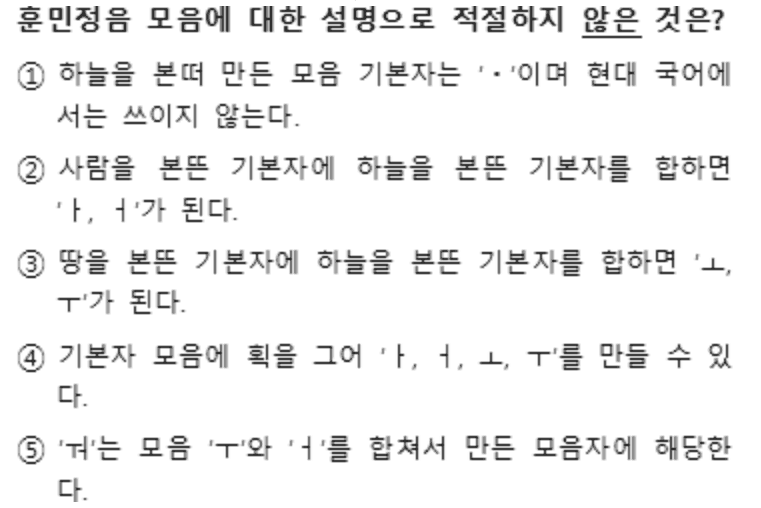 훈민정음 모음에 대한 설명으로 적절하지 않은 것은?
① 하늘을 본떠 만든 모음 기본자는 'ㆍ'이며 현대 국어에
서는 쓰이지 않는다.
② 사람을 본뜬 기본자에 하늘을 본뜬 기본자를 합하면
'ㅏ, ㅓ'가 된다.
③ 땅을 본뜬 기본자에 하늘을 본뜬 기본자를 합하면 'ㅗ,
ㅜ'가 된다.
④ 기본자 모음에 획을 그어 'ㅏ, ㅓ, ㅗ, ㅜ'를 만들 수 있
다.
⑤ 'ㅝ'는 모음 'ㅜ'와 'ㅓ'를 합쳐서 만든 모음자에 해당한
다.